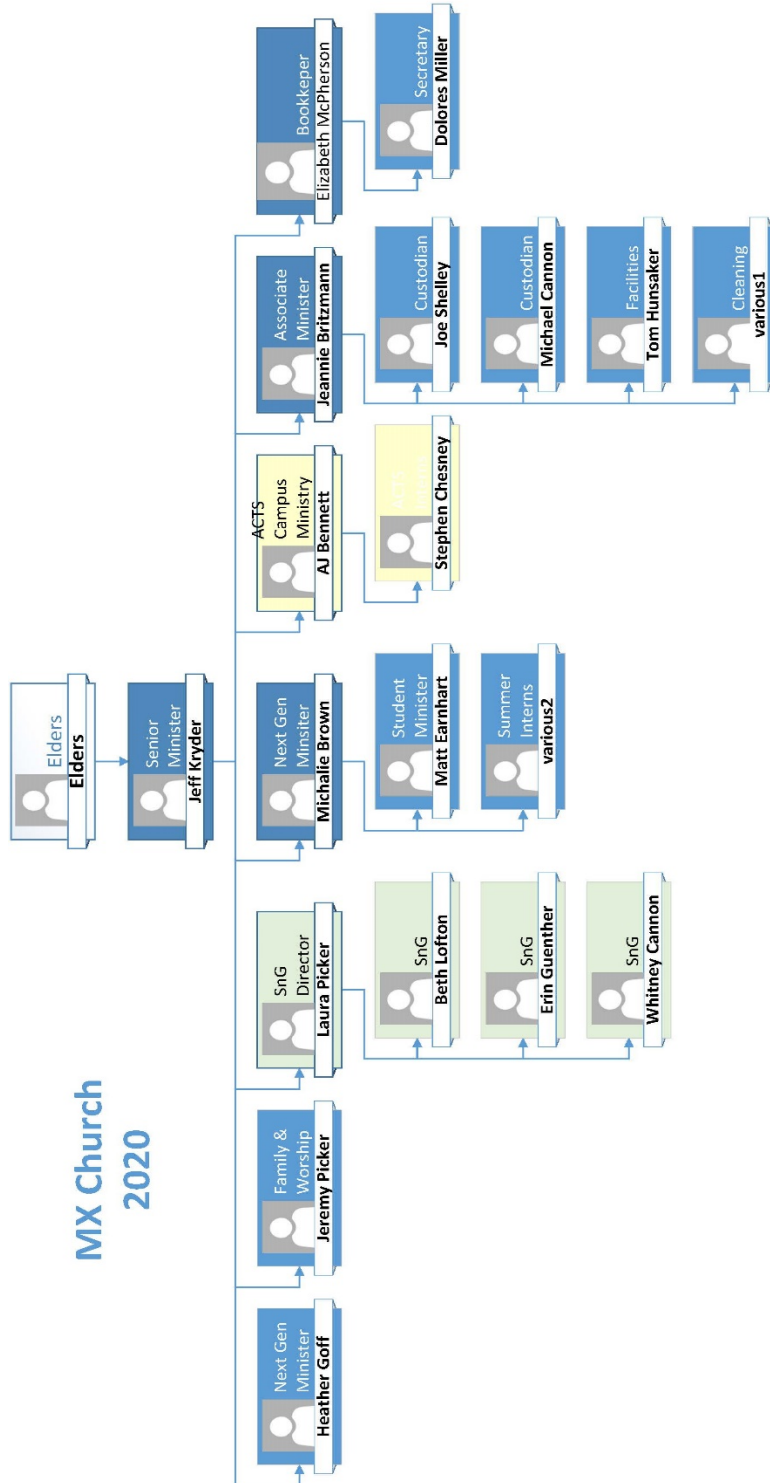 MX Church
2020
Elders
Elders
Senior
Minister
Jeff Kryder
Next Gen
Minister
Heather Goff
Family &
Worship
Jeremy Picker
SnG
Director
Laura Picker
SnG
Beth Lofton
SnG
Erin Guenther
SnG
Whitney Cannon
Next Gen
Minsiter
Michalie Brown
Student
Minister
Matt Earnhart
Summer
Interns
various2
ACTS
Campus
Ministry
AJ Bennett
ACTS
Stephen Chesney
Associate
Minister
Jeannie Britzmann
Custodian
Joe Shelley
Custodian
Michael Cannon
Facilities
Tom Hunsaker
Cleaning
various1
Bookkeper
Elizabeth McPherson
Secretary
Dolores Miller